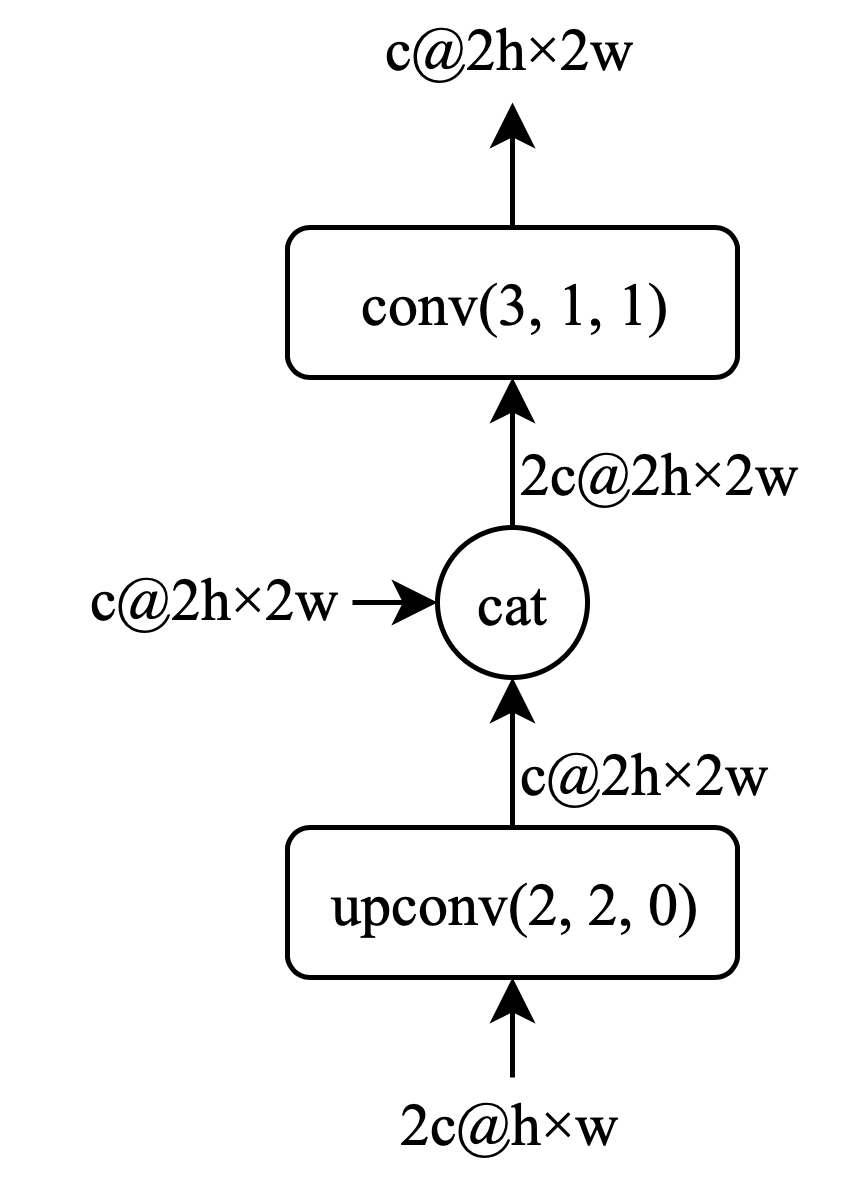 c@2h×2w
conv(3, 1, 1)
2c@2h×2w
c@2h×2w
cat
c@2h×2w
upconv(2, 2, 0)
2c@h×w